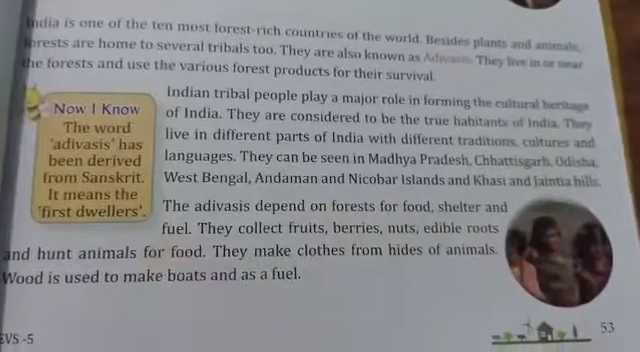 India is one of the ten most forest-rich countries of the world. Besides plants and animals,
forests are home to several tribals too. They are also known as Adivasis. They live in or near
the forests and use the various forest products for their survival.
Now I Know
The word
'adivasis' has
been derived
from Sanskrit.
It means the
'first dwellers'.
Indian tribal people play a major role in forming the cultural heritage
of India. They are considered to be the true habitants of India. They
live in different parts of India with different traditions, cultures and
languages. They can be seen in Madhya Pradesh, Chhattisgarh, Odisha,
West Bengal, Andaman and Nicobar Islands and Khasi and Jaintia hills.
The adivasis depend on forests for food, shelter and
fuel. They collect fruits, berries, nuts, edible roots
and hunt animals for food. They make clothes from hides of animals.
Wood is used to make boats and as a fuel.
EVS -5
53